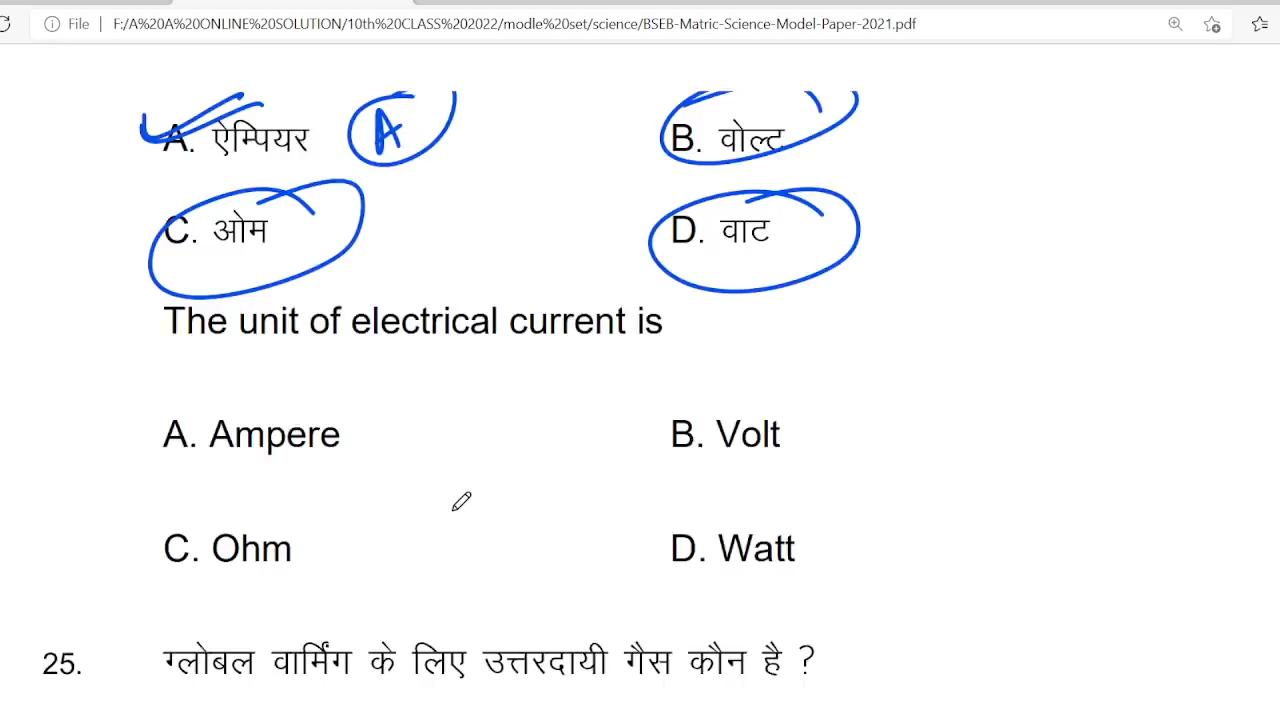 File F:/A%20A%20ONLINE%20SOLUTION/10th%20CLASS%202022/modle%20set/science/BSEB-Matric-Science-Model-Paper-2021.pdf
A. ऐम्पियर A B. वोल्ट
C. ओम D. वाट
The unit of electrical current is
A. Ampere B. Volt
C. Ohm D. Watt
25. ग्लोबल वार्मिंग के लिए उत्तरदायी गैस कौन है ?